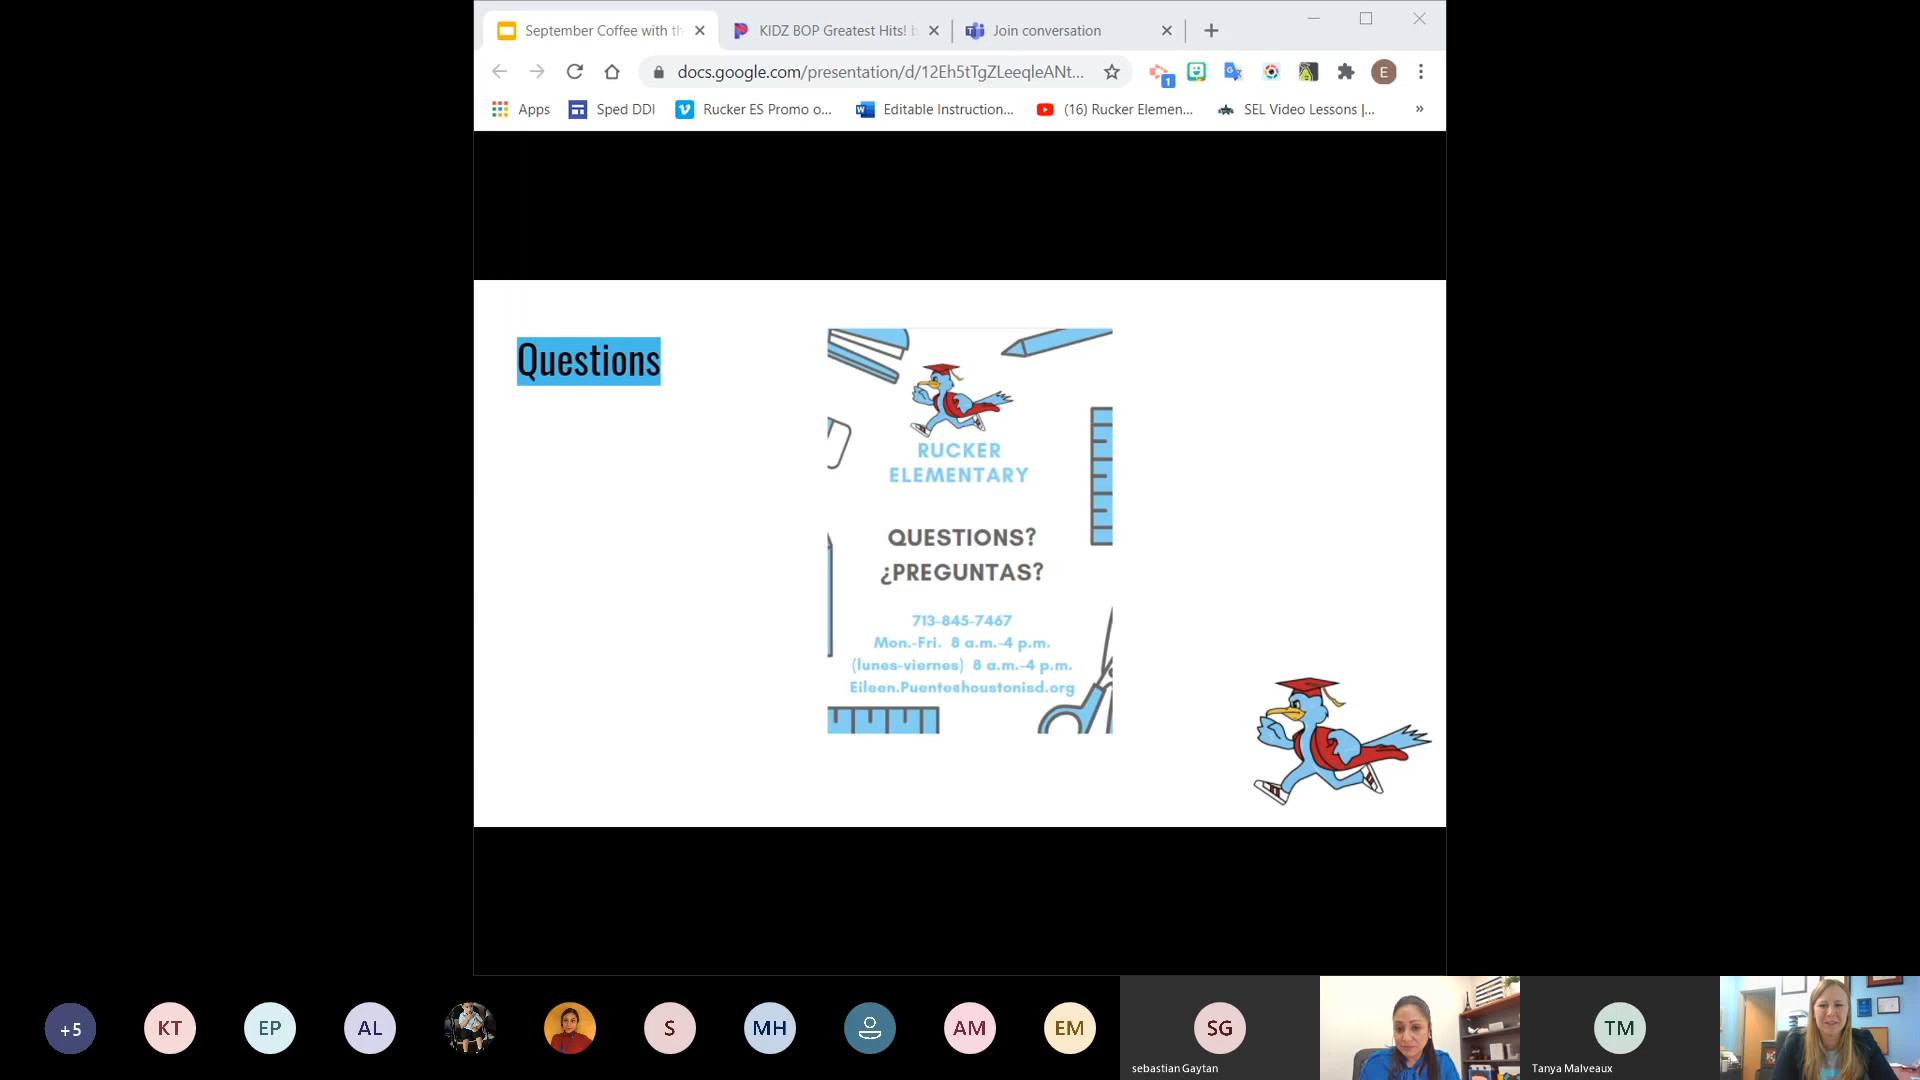 September Coffee with th
KIDZ BOP Greatest Hits! b
Join conversation
docs.google.com/presentation/d/12Eh5tTgZLeeqleANt...
1
E
Apps
Sped DDI
Rucker ES Promo o...
Editable Instruction...
(16) Rucker Elemen...
SEL Video Lessons |...
»
Questions
RUCKER
ELEMENTARY
QUESTIONS?
¿PREGUNTAS?
713-845-7467
Mon.-Fri. 8 a.m.-4 p.m.
(lunes-viernes) 8 a.m.-4 p.m.
Eileen.Puente@houstonisd.org
+5
KT
EP
AL
S
MH
AM
EM
SG
TM
sebastian Gaytan
Tanya Malveaux